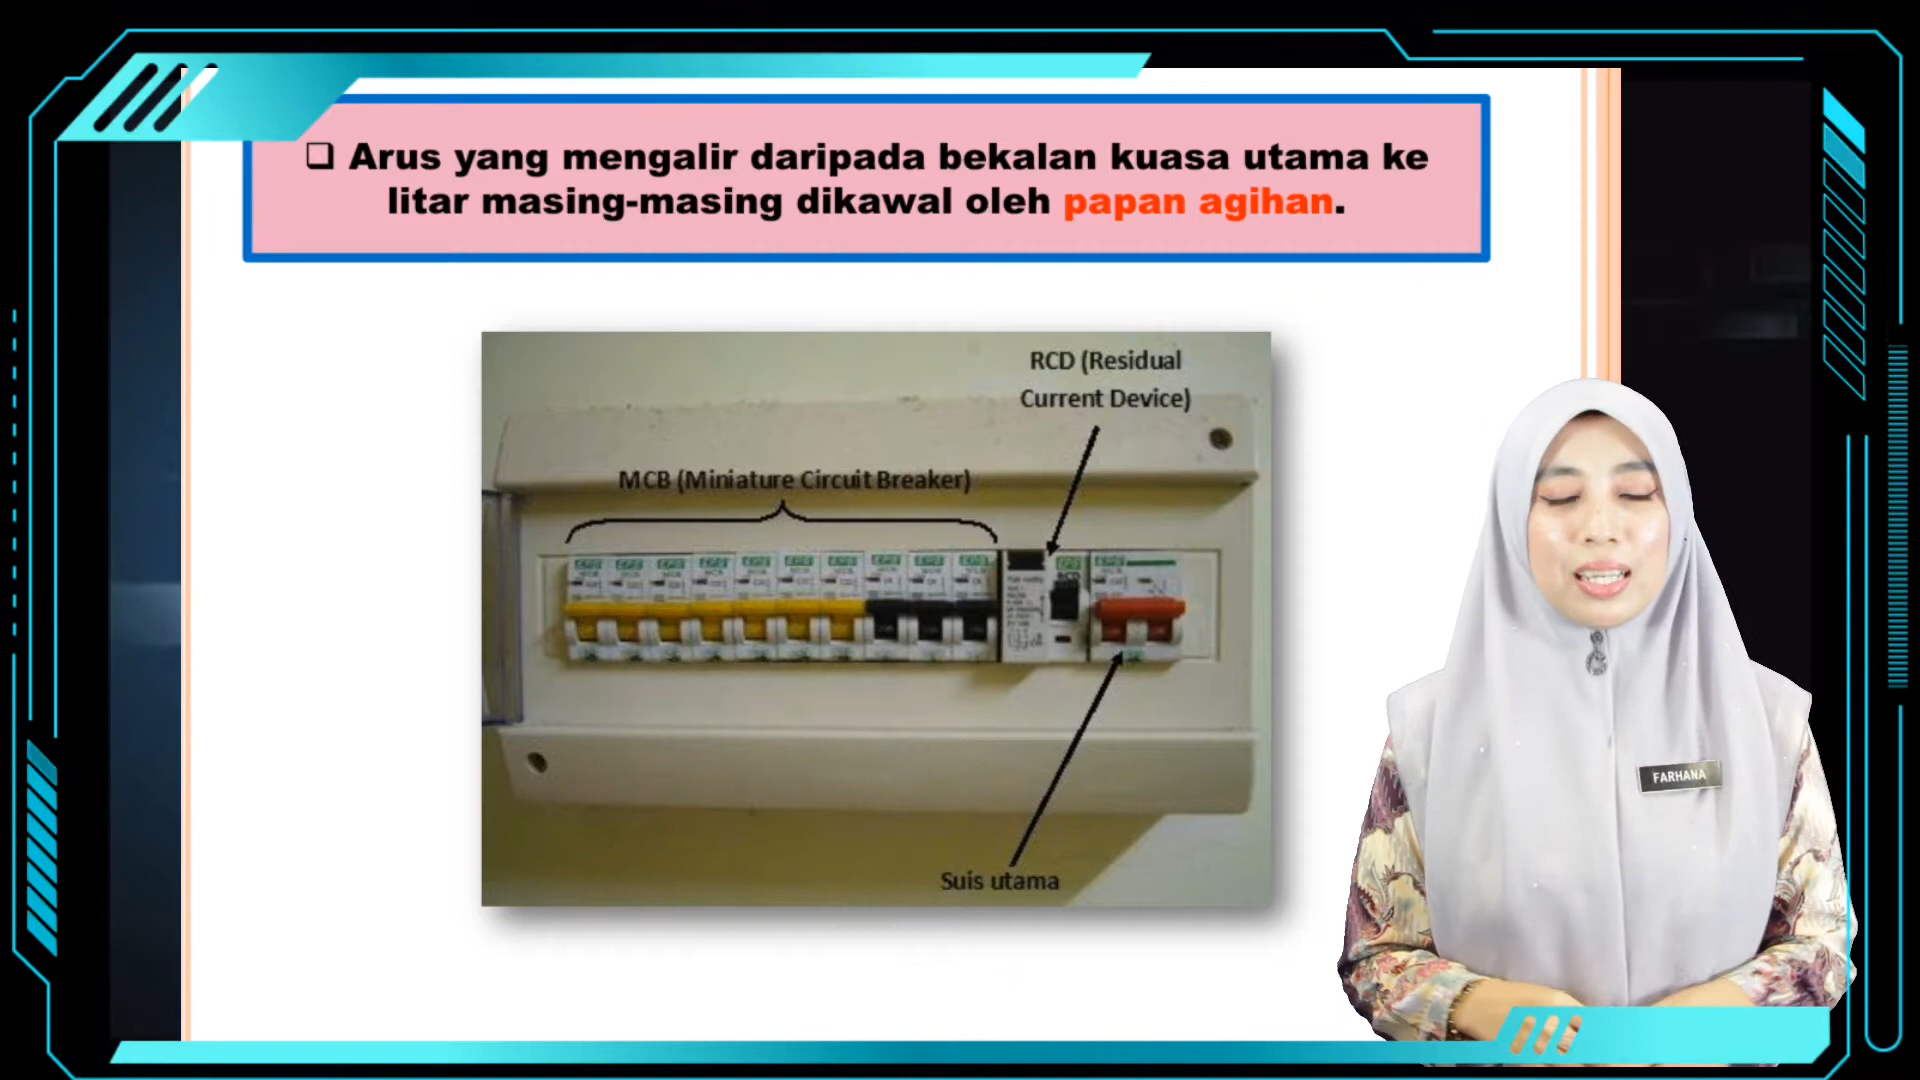 ❑ Arus yang mengalir daripada bekalan kuasa utama ke
litar masing-masing dikawal oleh papan agihan.
RCD (Residual
Current Device)
MCB (Miniature Circuit Breaker)
RCD
Suis utama
FARHANA